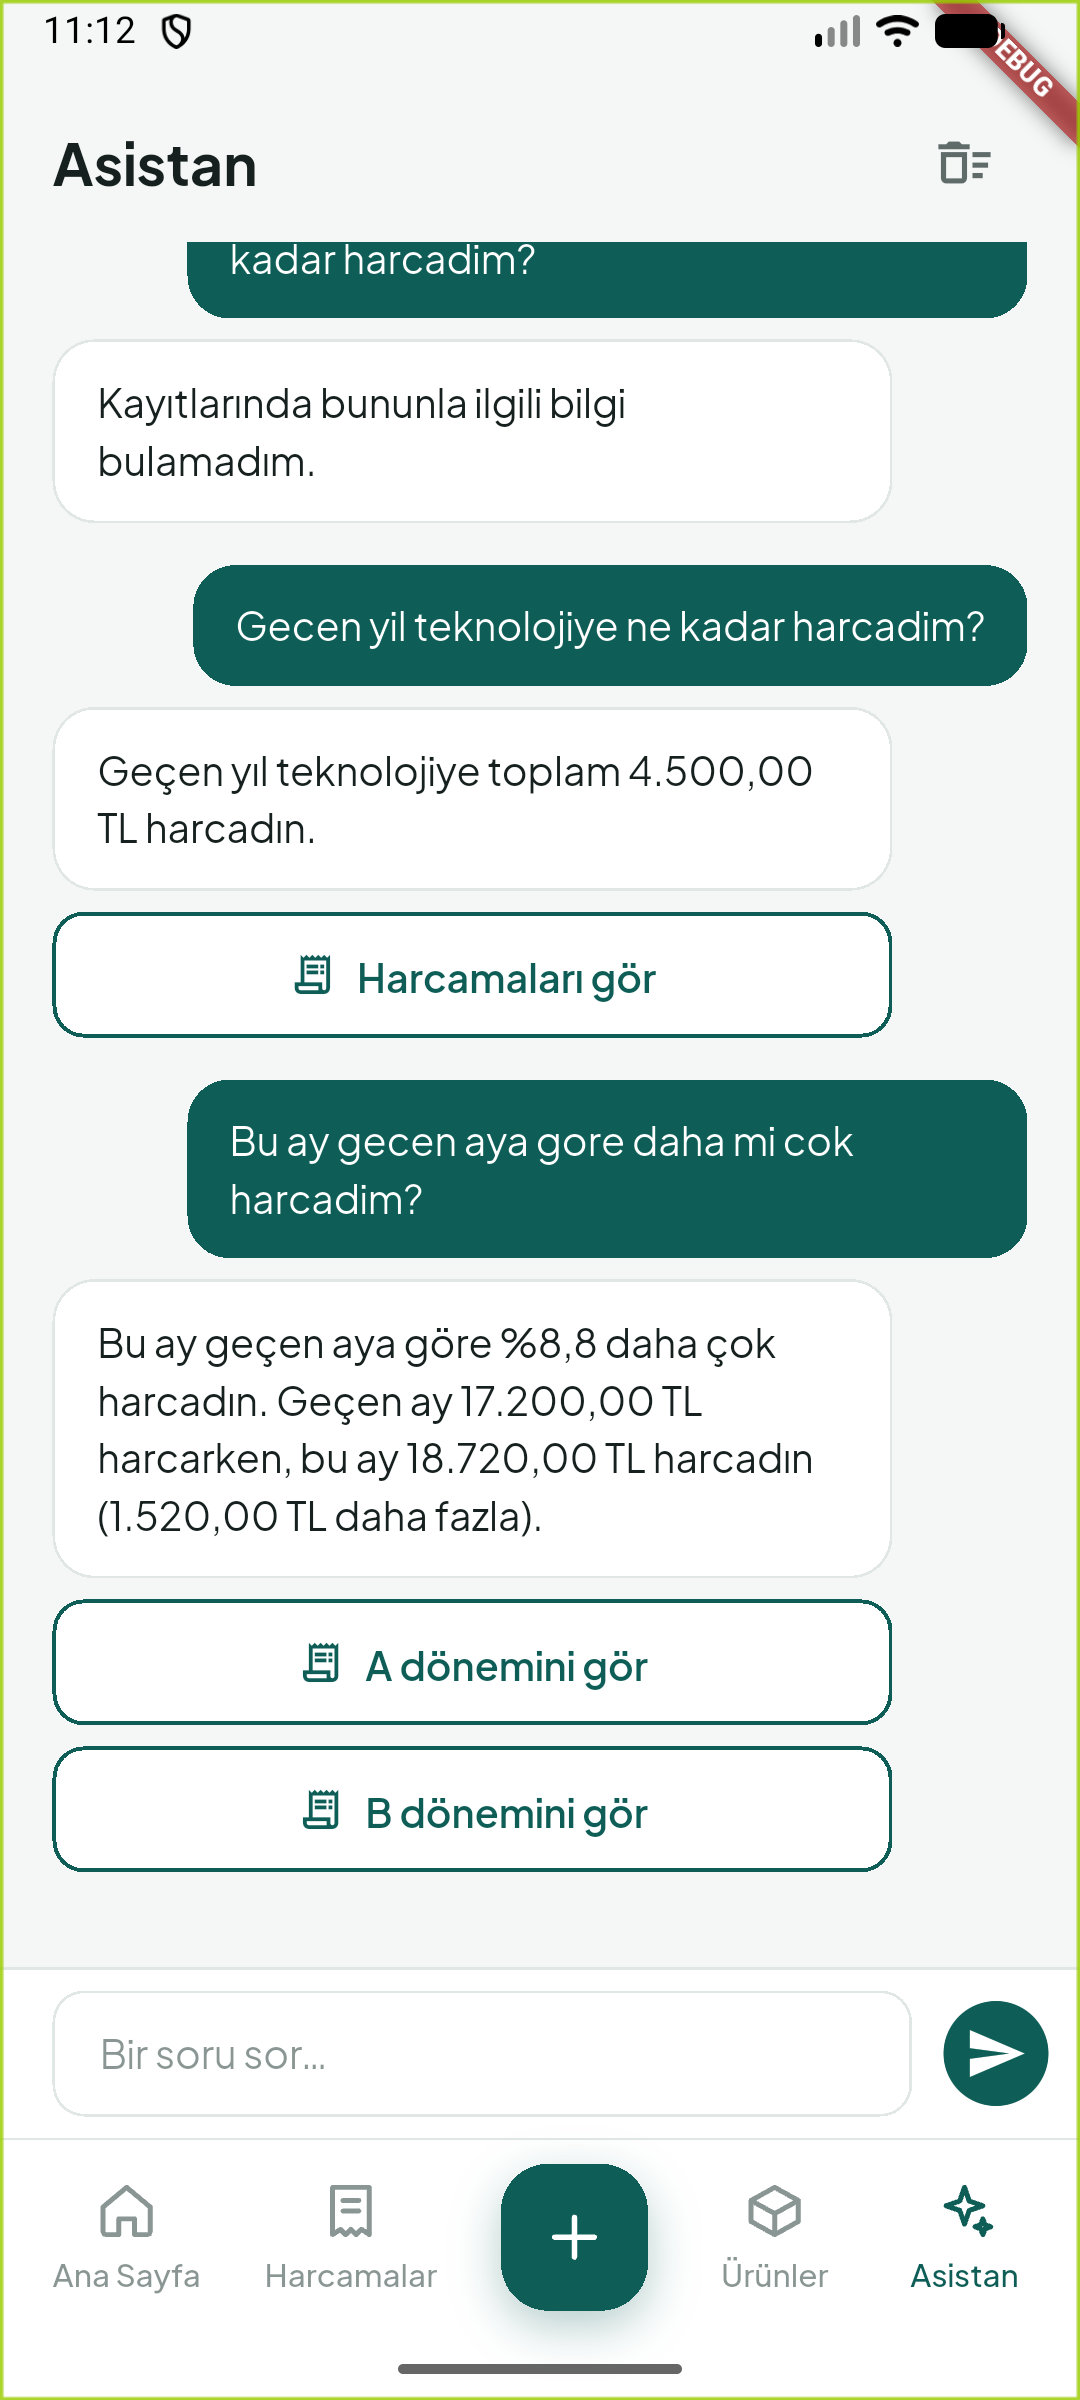 11:12
EBUG
Asistan
kadar harcadim?
Kayıtlarında bununla ilgili bilgi
bulamadım.
Gecen yil teknolojiye ne kadar harcadim?
Geçen yıl teknolojiye toplam 4.500,00
TL harcadın.
Harcamaları gör
Bu ay gecen aya gore daha mi cok
harcadim?
Bu ay geçen aya göre %8,8 daha çok
harcadın. Geçen ay 17.200,00 TL
harcarken, bu ay 18.720,00 TL harcadın
(1.520,00 TL daha fazla).
A dönemini gör
B dönemini gör
Bir soru sor...
Ana Sayfa
Harcamalar
Ürünler
Asistan